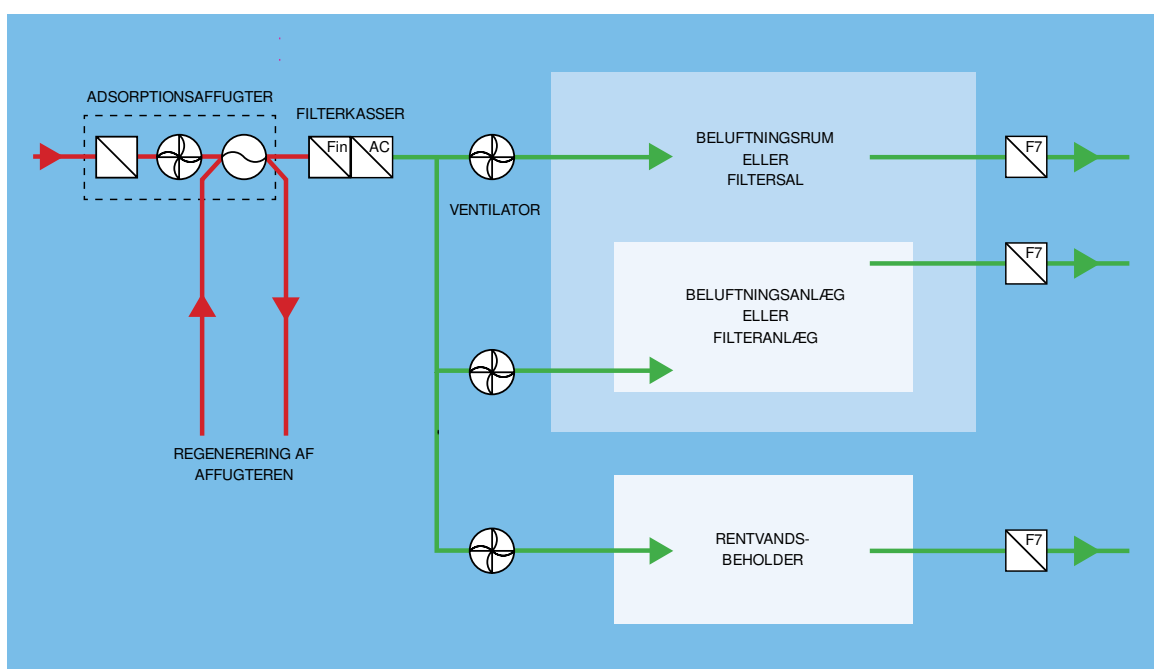 ADSORPTIONSAFFUGTER
FILTERKASSER
Fin
AC
VENTILATOR
BELUFTNINGSRUM
ELLER
FILTERSAL
F7
F7
BELUFTNINGSANLÆG
ELLER
FILTERANLÆG
REGENERERING AF
AFFUGTEREN
RENTVANDS-
BEHOLDER
F7